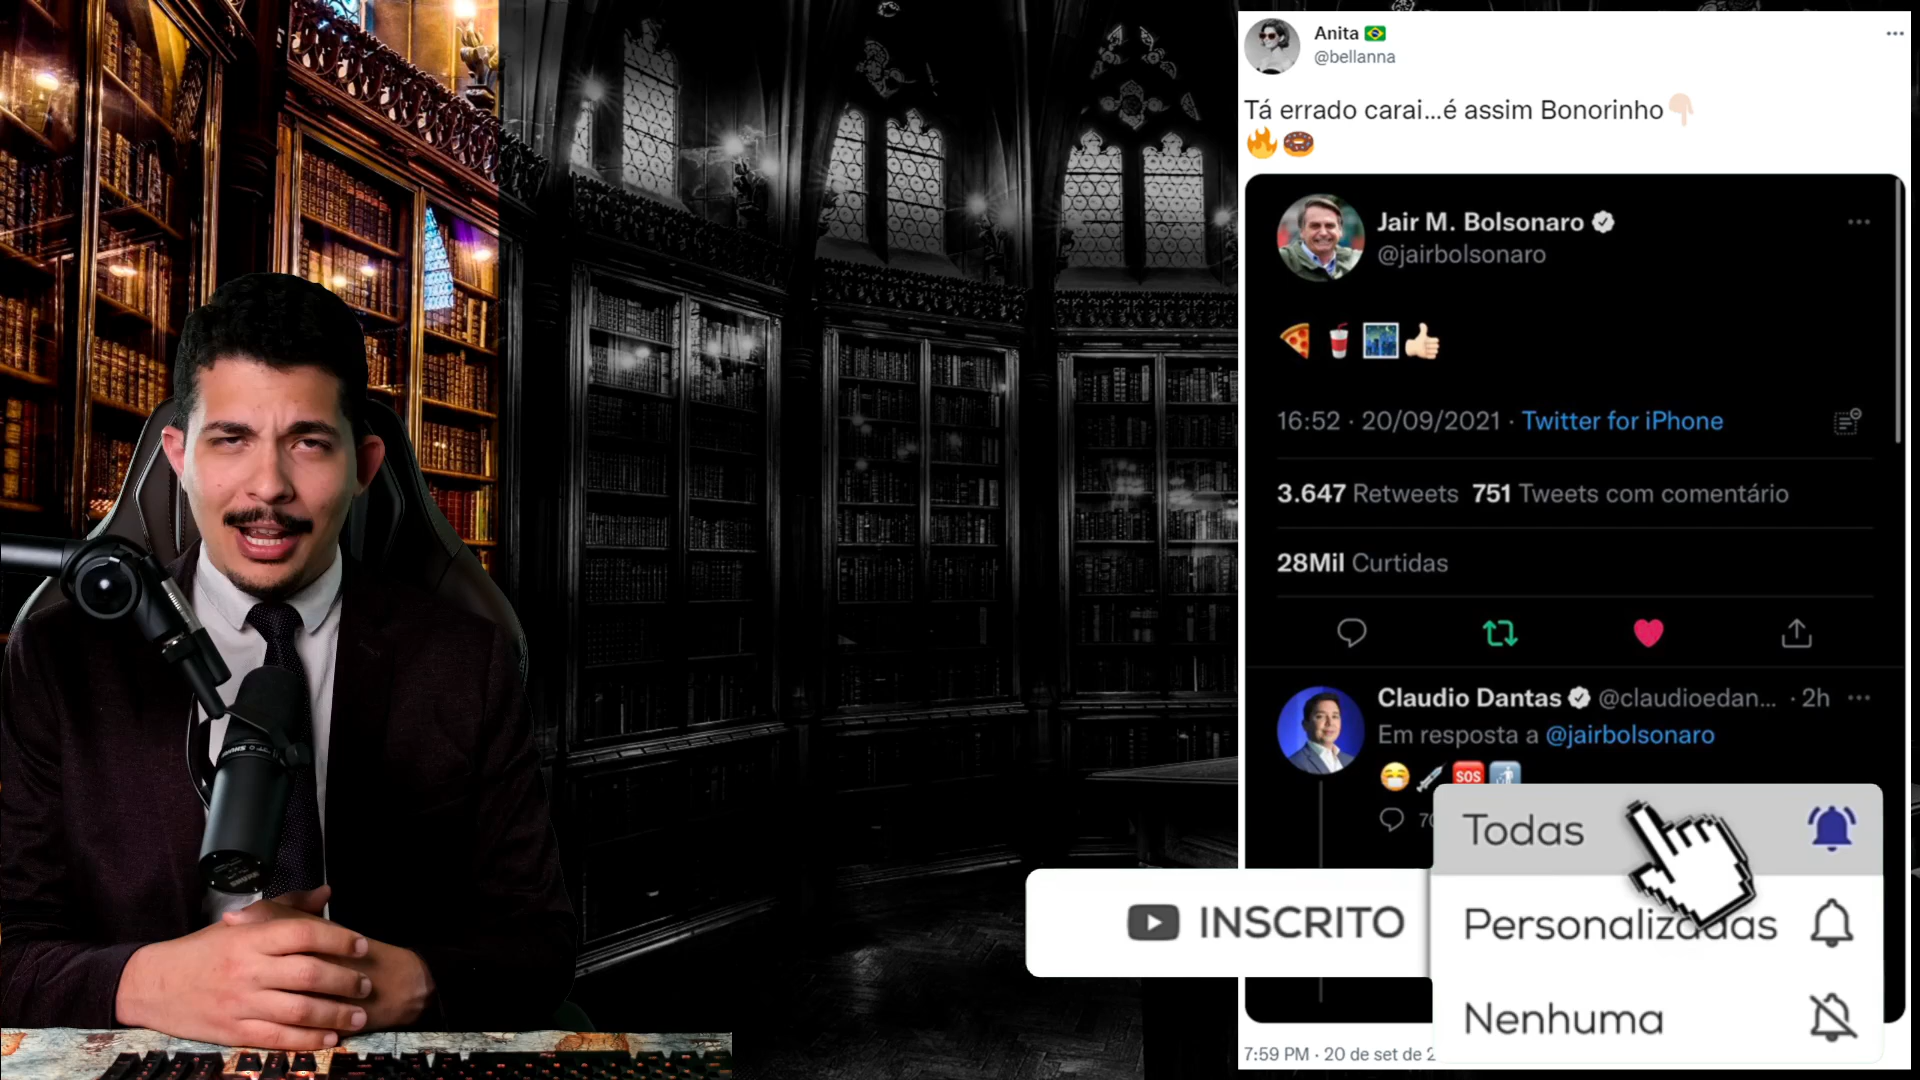 Anita
@bellanna
Tá errado carai...é assim Bonorinho
Jair M. Bolsonaro
@jairbolsonaro
16:52 · 20/09/2021 · Twitter for iPhone
3.647 Retweets 751 Tweets com comentário
28Mil Curtidas
Claudio Dantas @claudioedan... · 2h
Em resposta a @jairbolsonaro
SOS
Todas
INSCRITO
Personalizadas
Nenhuma
7:59 PM · 20 de set de